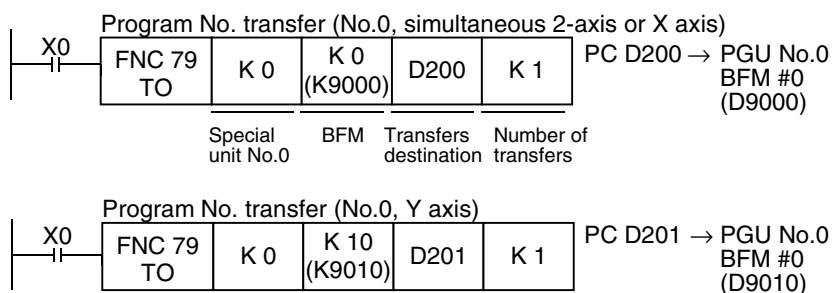 Program No. transfer (No.0, simultaneous 2-axis or X axis)
X0
FNC 79 TO
K 0
K 0 (K9000)
D200
K 1
PC D200 → PGU No.0
BFM #0
(D9000)
Special unit No.0
BFM
Transfers destination
Number of transfers
Program No. transfer (No.0, Y axis)
X0
FNC 79 TO
K 0
K 10 (K9010)
D201
K 1
PC D201 → PGU No.0
BFM #0
(D9010)